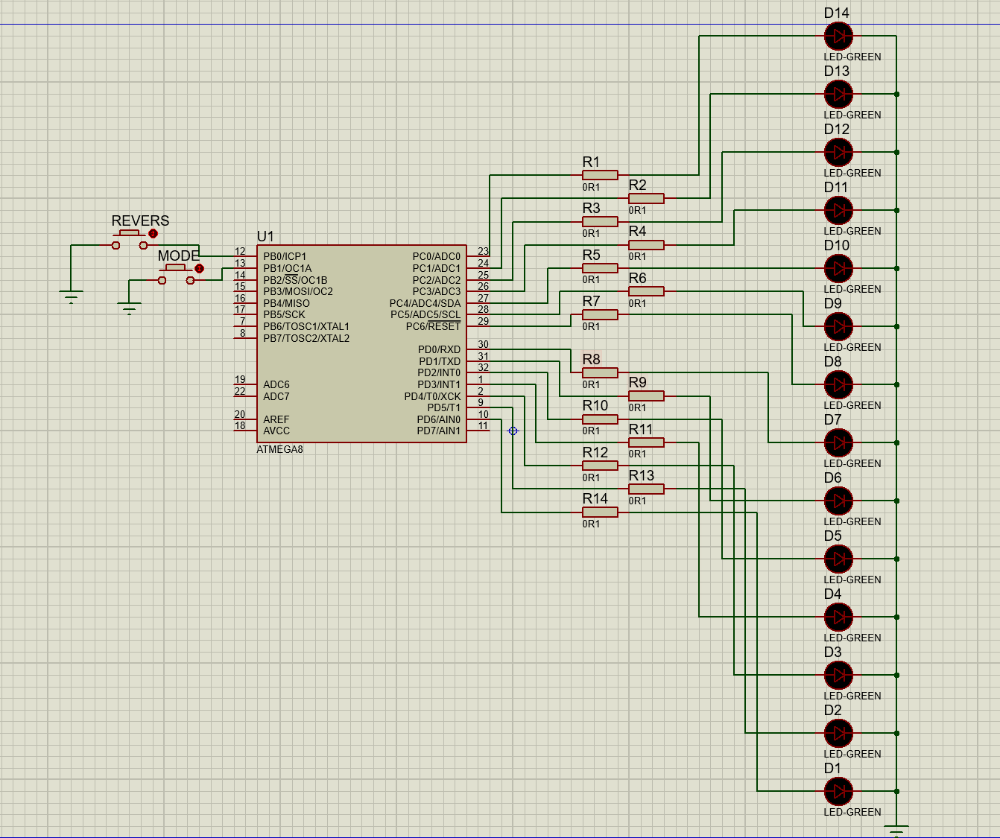 D14
LED-GREEN
D13
LED-GREEN
D12
LED-GREEN
D11
LED-GREEN
D10
LED-GREEN
D9
LED-GREEN
D8
LED-GREEN
D7
LED-GREEN
D6
LED-GREEN
D5
LED-GREEN
D4
LED-GREEN
D3
LED-GREEN
D2
LED-GREEN
D1
LED-GREEN
R1
0R1
R2
0R1
R3
0R1
R4
0R1
R5
0R1
R6
0R1
R7
0R1
R8
0R1
R9
0R1
R10
0R1
R11
0R1
R12
0R1
R13
0R1
R14
0R1
REVERS
MODE
U1
12 PB0/ICP1 PC0/ADC0 23
13 PB1/OC1A PC1/ADC1 24
14 PB2/SS/OC1B PC2/ADC2 25
15 PB3/MOSI/OC2 PC3/ADC3 26
16 PB4/MISO PC4/ADC4/SDA 27
17 PB5/SCK PC5/ADC5/SCL 28
7 PB6/TOSC1/XTAL1 PC6/RESET 29
8 PB7/TOSC2/XTAL2
PD0/RXD 30
PD1/TXD 31
PD2/INT0 32
19 ADC6 PD3/INT1 1
22 ADC7 PD4/T0/XCK 2
PD5/T1 9
20 AREF PD6/AIN0 10
18 AVCC PD7/AIN1 11
ATMEGA8